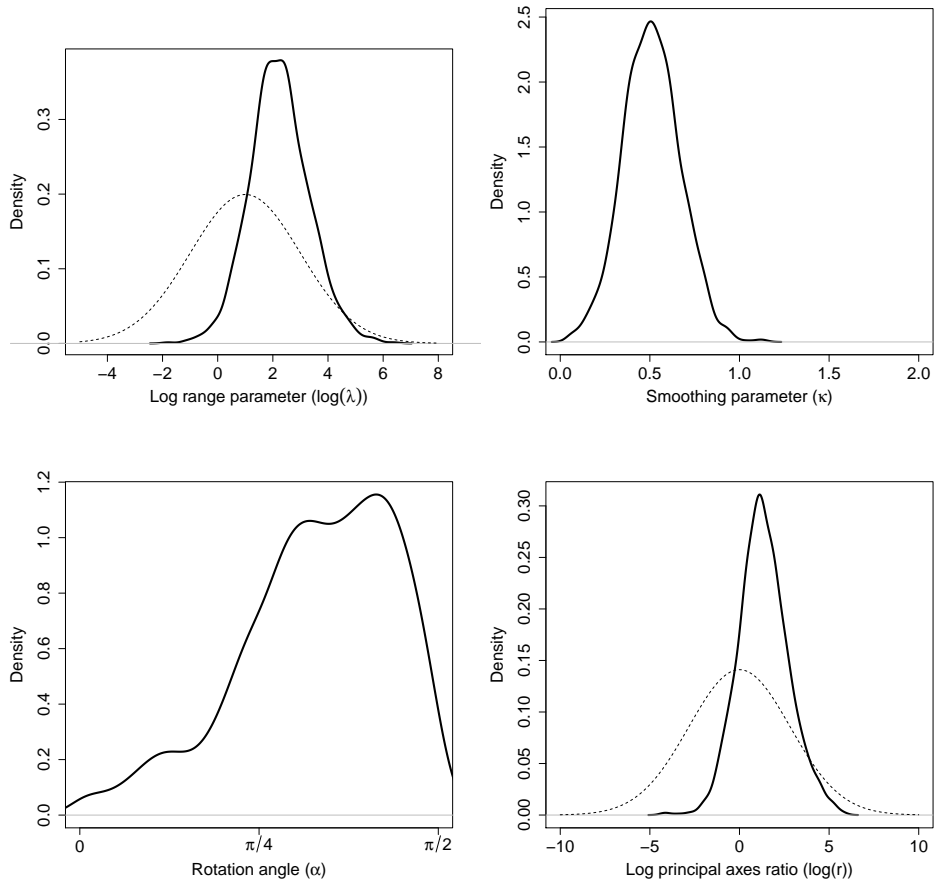 Density
0.0 0.1 0.2 0.3
−4 −2 0 2 4 6 8
Log range parameter (log(λ))
Density
0.0 0.5 1.0 1.5 2.0 2.5
0.0 0.5 1.0 1.5 2.0
Smoothing parameter (κ)
Density
0.0 0.2 0.4 0.6 0.8 1.0 1.2
0 π/4 π/2
Rotation angle (α)
Density
0.00 0.05 0.10 0.15 0.20 0.25 0.30
−10 −5 0 5 10
Log principal axes ratio (log(r))